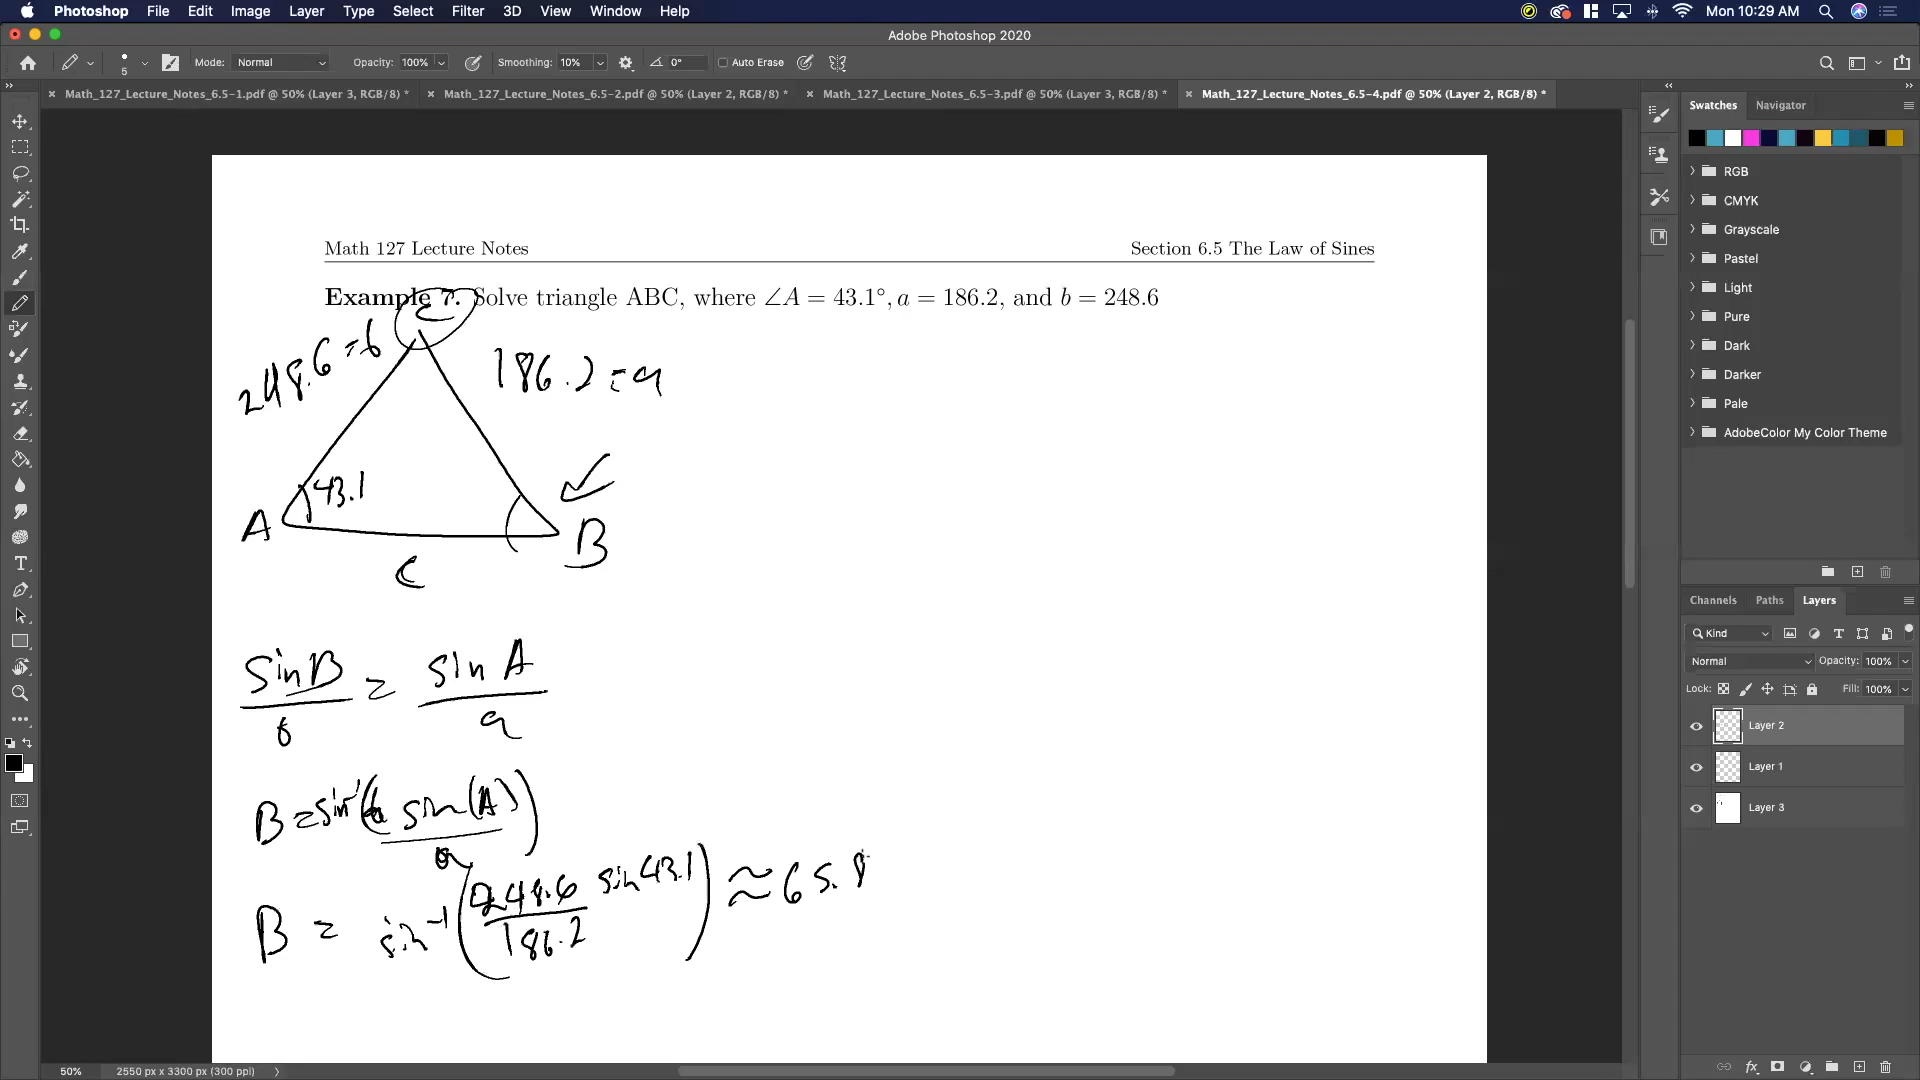 Photoshop File Edit Image Layer Type Select Filter 3D View Window Help Mon 10:29 AM
Adobe Photoshop 2020
5 Mode: Normal Opacity: 100% Smoothing: 10% 0° Auto Erase
Math_127_Lecture_Notes_6.5-1.pdf @ 50% (Layer 3, RGB/8) * Math_127_Lecture_Notes_6.5-2.pdf @ 50% (Layer 2, RGB/8) * Math_127_Lecture_Notes_6.5-3.pdf @ 50% (Layer 3, RGB/8) * Math_127_Lecture_Notes_6.5-4.pdf @ 50% (Layer 2, RGB/8) *
Math 127 Lecture Notes Section 6.5 The Law of Sines
Example 7. Solve triangle ABC, where ∠A = 43.1°, a = 186.2, and b = 248.6
C
248.6 = b
186.2 = a
43.1
A
B
c
sin B / b = sin A / a
B = sin⁻¹(b sin(A) / a)
B = sin⁻¹(248.6 sin 43.1 / 186.2) ≈ 65.8
50% 2550 px x 3300 px (300 ppi)
Swatches Navigator
RGB
CMYK
Grayscale
Pastel
Light
Pure
Dark
Darker
Pale
AdobeColor My Color Theme
Channels Paths Layers
Kind
Normal Opacity: 100%
Lock: Fill: 100%
Layer 2
Layer 1
Layer 3
fx